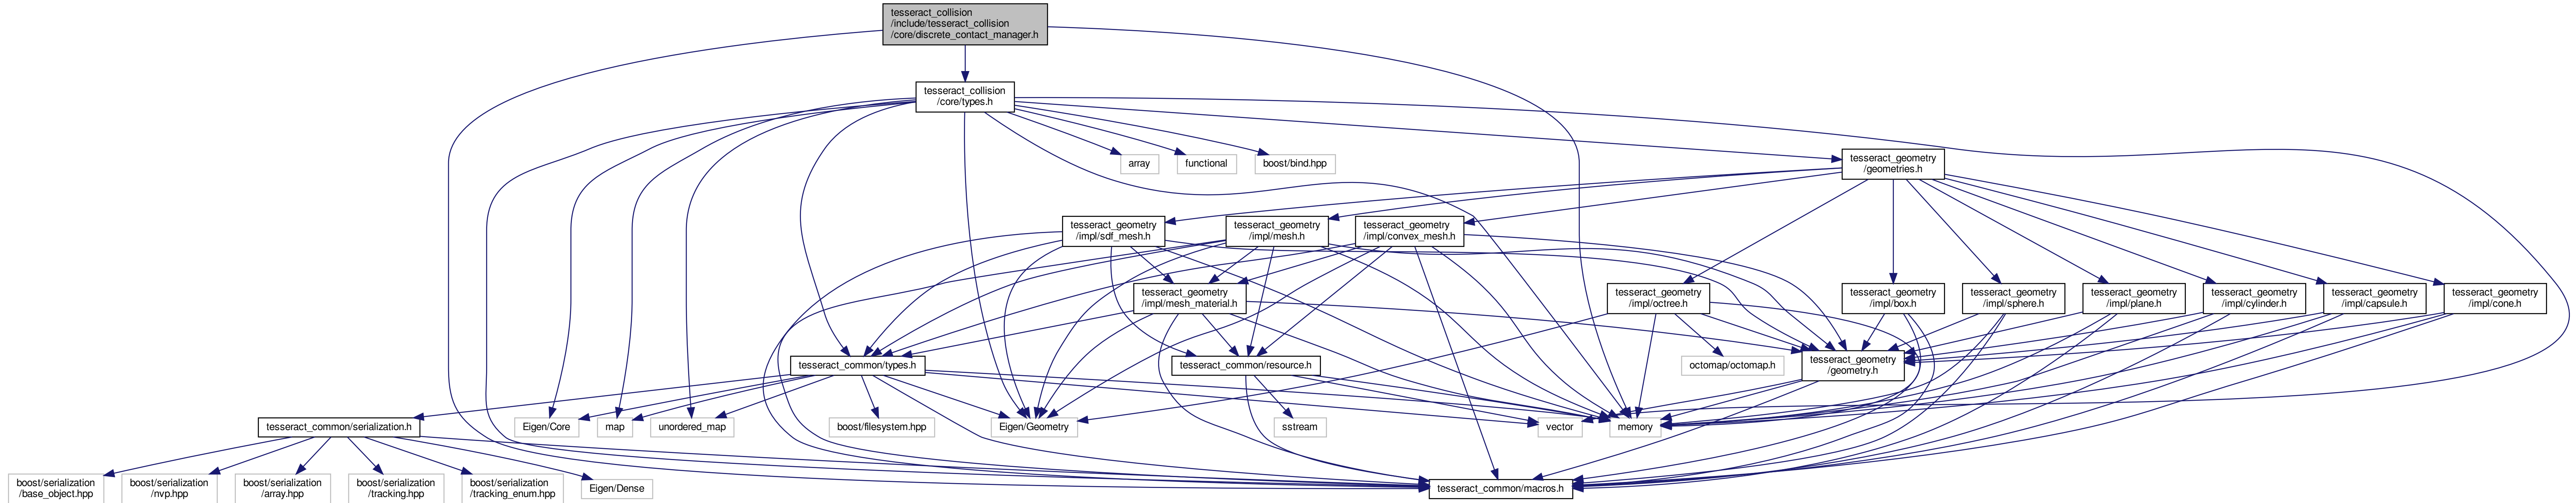 tesseract_collision
/include/tesseract_collision
/core/discrete_contact_manager.h
tesseract_collision
/core/types.h
array
functional
boost/bind.hpp
tesseract_geometry
/geometries.h
tesseract_geometry
/impl/sdf_mesh.h
tesseract_geometry
/impl/mesh.h
tesseract_geometry
/impl/convex_mesh.h
tesseract_geometry
/impl/mesh_material.h
tesseract_geometry
/impl/octree.h
tesseract_geometry
/impl/box.h
tesseract_geometry
/impl/sphere.h
tesseract_geometry
/impl/plane.h
tesseract_geometry
/impl/cylinder.h
tesseract_geometry
/impl/capsule.h
tesseract_geometry
/impl/cone.h
tesseract_common/types.h
tesseract_common/resource.h
octomap/octomap.h
tesseract_geometry
/geometry.h
tesseract_common/serialization.h
Eigen/Core
map
unordered_map
boost/filesystem.hpp
Eigen/Geometry
sstream
vector
memory
boost/serialization
/base_object.hpp
boost/serialization
/nvp.hpp
boost/serialization
/array.hpp
boost/serialization
/tracking.hpp
boost/serialization
/tracking_enum.hpp
Eigen/Dense
tesseract_common/macros.h